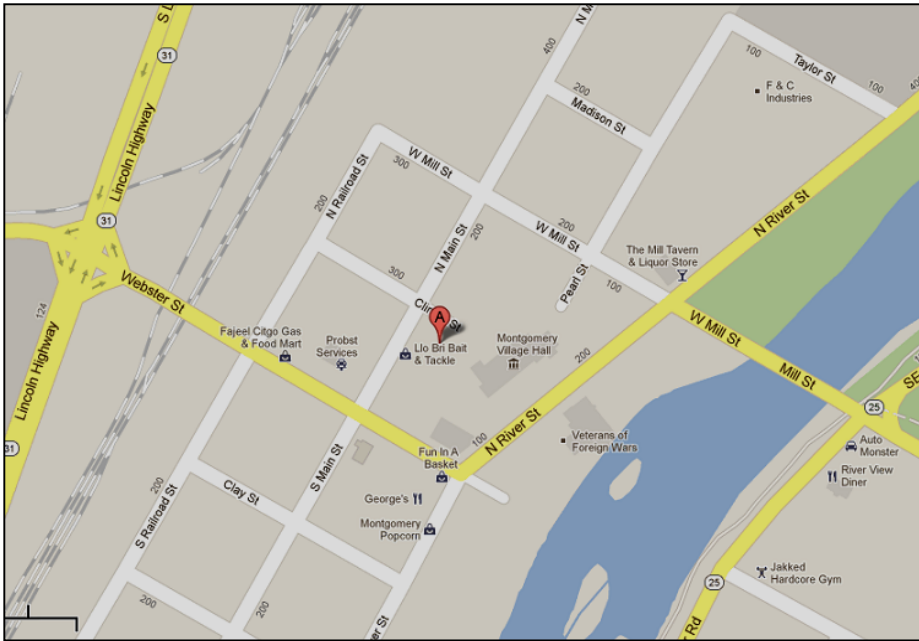 S L
31
Lincoln Highway
31
Lincoln Highway
31
124
Webster St
N M
400
100
Taylor St
100
400
F & C
Industries
200
Madison St
W Mill St
300
N Railroad St
200
200
W Mill St
N Main St
200
N River St
The Mill Tavern
& Liquor Store
Pearl St
100
300
A
Fajeel Citgo Gas
& Food Mart
Probst
Services
Llo Bri Bait
& Tackle
Montgomery
Village Hall
200
W Mill St
Mill St
SE
25
N River St
100
Fun In A
Basket
Veterans of
Foreign Wars
Auto
Monster
River View
Diner
S Main St
200
S Railroad St
Clay St
200
George's
Montgomery
Popcorn
Jakked
Hardcore Gym
25
200
200
er St
r Rd